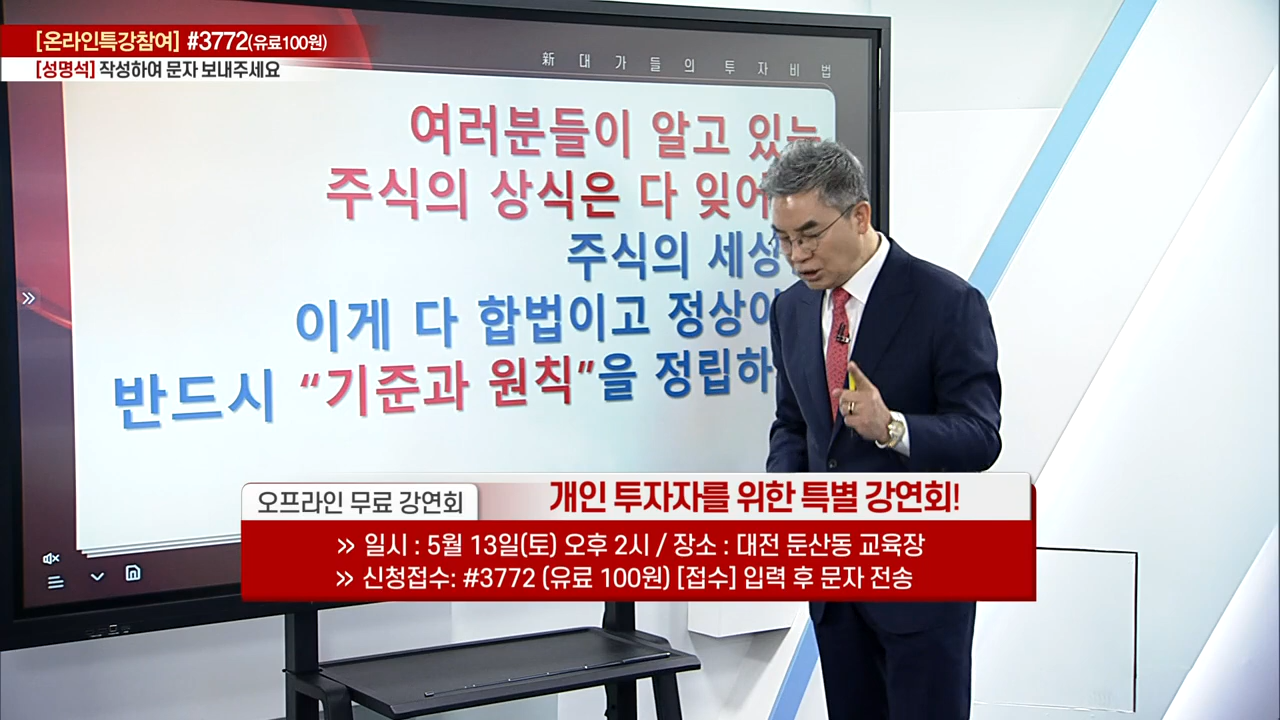 [온라인특강참여] #3772(유료100원)
[성명석] 작성하여 문자 보내주세요
新 대 가 들 의 투 자 비 법
여러분들이 알고 있는
주식의 상식은 다 잊어
주식의 세상
이게 다 합법이고 정상이
반드시 “기준과 원칙”을 정립하
오프라인 무료 강연회
개인 투자자를 위한 특별 강연회!
» 일시 : 5월 13일(토) 오후 2시 / 장소 : 대전 둔산동 교육장
» 신청접수: #3772 (유료 100원) [접수] 입력 후 문자 전송